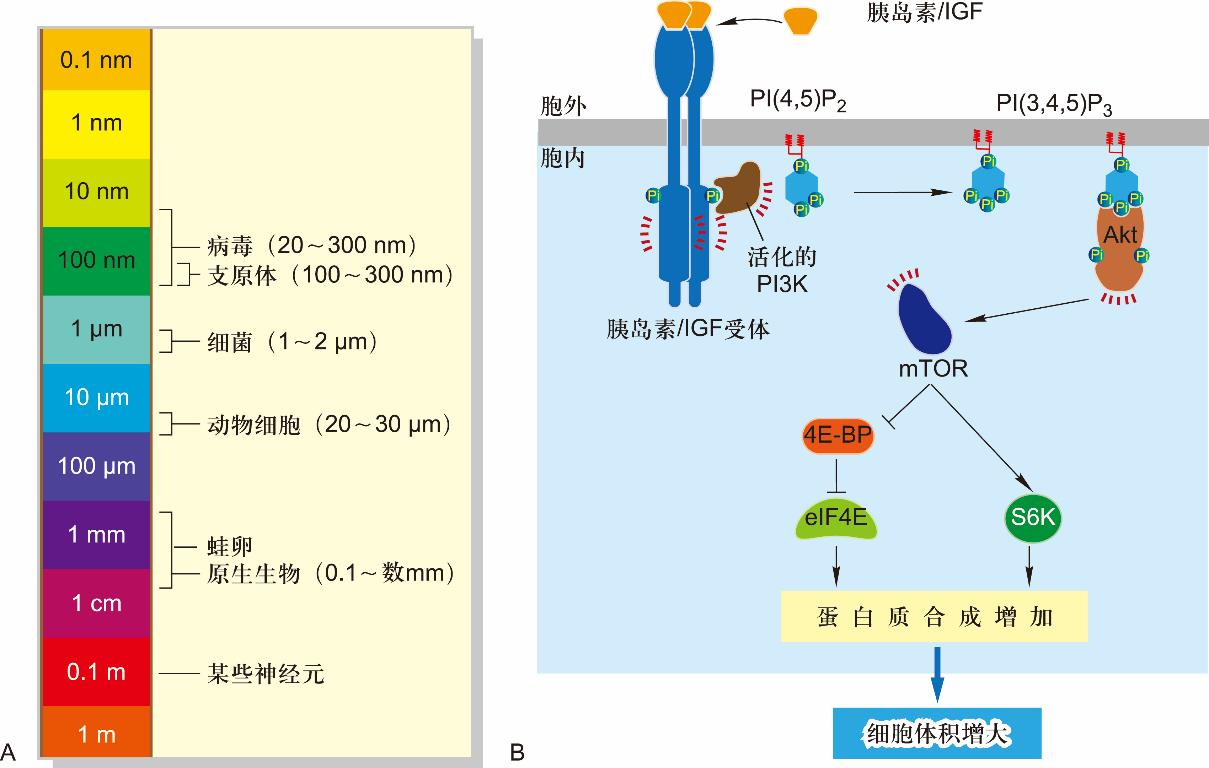 0.1 nm
1 nm
10 nm
100 nm
1 μm
10 μm
100 μm
1 mm
1 cm
0.1 m
1 m
病毒（20～300 nm）
支原体（100～300 nm）
细菌（1～2 μm）
动物细胞（20～30 μm）
蛙卵
原生生物（0.1～数mm）
某些神经元
A
胰岛素/IGF
胞外
PI(4,5)P₂
PI(3,4,5)P₃
胞内
Pi
Pi
Pi
Pi
Pi
Pi
Pi
Pi
Pi
Pi
Pi
Pi
Pi
Akt
Pi
Pi
活化的
PI3K
胰岛素/IGF受体
mTOR
4E-BP
eIF4E
S6K
蛋白质合成增加
细胞体积增大
B